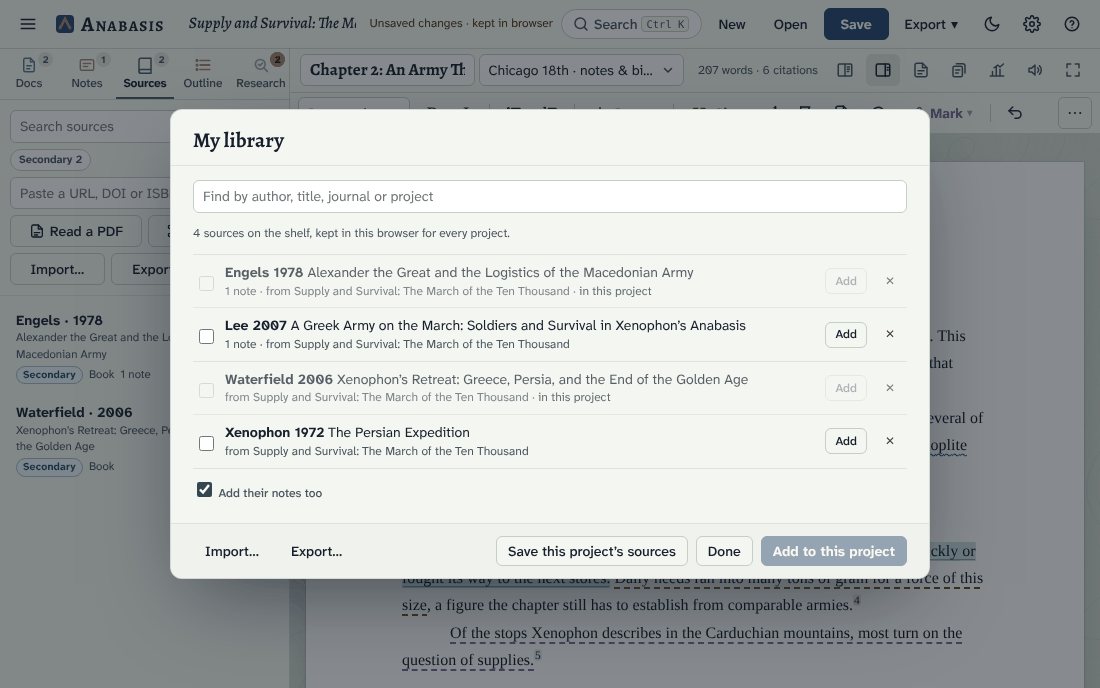 ANABASIS
Supply and Survival: The M
Unsaved changes · kept in browser
Search Ctrl K
New
Open
Save
Export ▾
Docs 2
Notes 1
Sources 2
Outline
Research 2
Chapter 2: An Army Th
Chicago 18th · notes & bi...
207 words · 6 citations
Search sources
Mark ▾
...
Secondary 2
Paste a URL, DOI or ISB
Read a PDF
Import...
Expor
Engels · 1978
Alexander the Great and the L
Macedonian Army
Secondary Book 1 note
Waterfield · 2006
Xenophon's Retreat: Greece, Pe
the Golden Age
Secondary Book
My library
Find by author, title, journal or project
4 sources on the shelf, kept in this browser for every project.
Engels 1978 Alexander the Great and the Logistics of the Macedonian Army
1 note · from Supply and Survival: The March of the Ten Thousand · in this project
Add ×
Lee 2007 A Greek Army on the March: Soldiers and Survival in Xenophon's Anabasis
1 note · from Supply and Survival: The March of the Ten Thousand
Add ×
Waterfield 2006 Xenophon's Retreat: Greece, Persia, and the End of the Golden Age
from Supply and Survival: The March of the Ten Thousand · in this project
Add ×
Xenophon 1972 The Persian Expedition
from Supply and Survival: The March of the Ten Thousand
Add ×
Add their notes too
Import...
Export...
Save this project's sources
Done
Add to this project
. This
that
everal of
oplite
ckly or
fought its way to the next stores. Daily needs ran into many tons of grain for a force of this
size, a figure the chapter still has to establish from comparable armies.4
Of the stops Xenophon describes in the Carduchian mountains, most turn on the
question of supplies.5